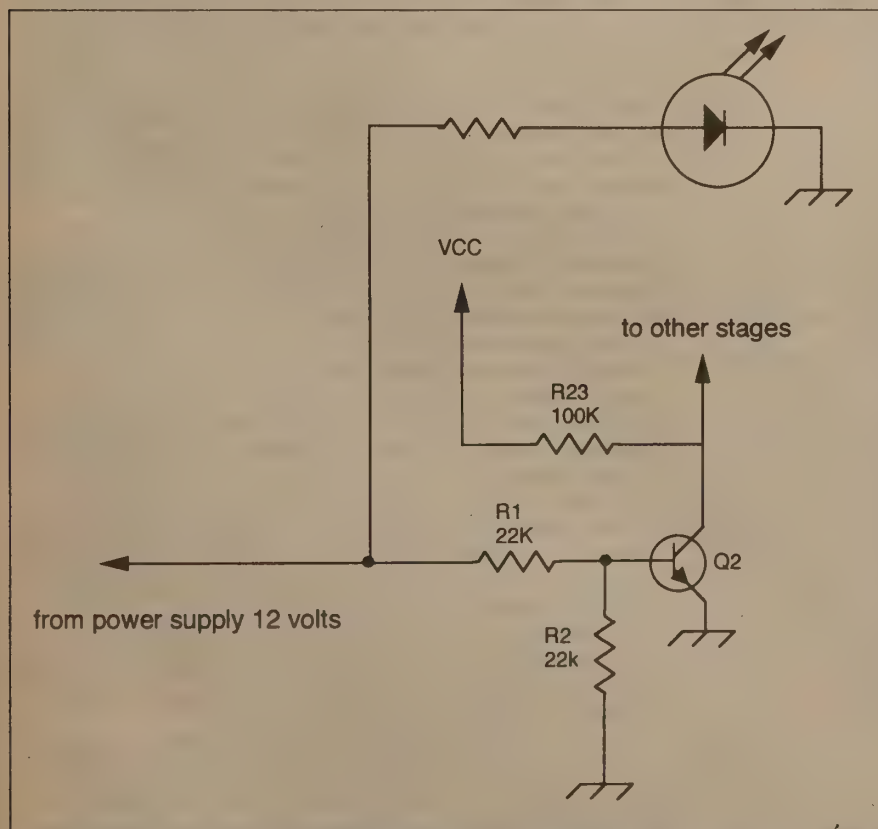 VCC
to other stages
R23
100K
R1
22K
Q2
from power supply 12 volts
R2
22k